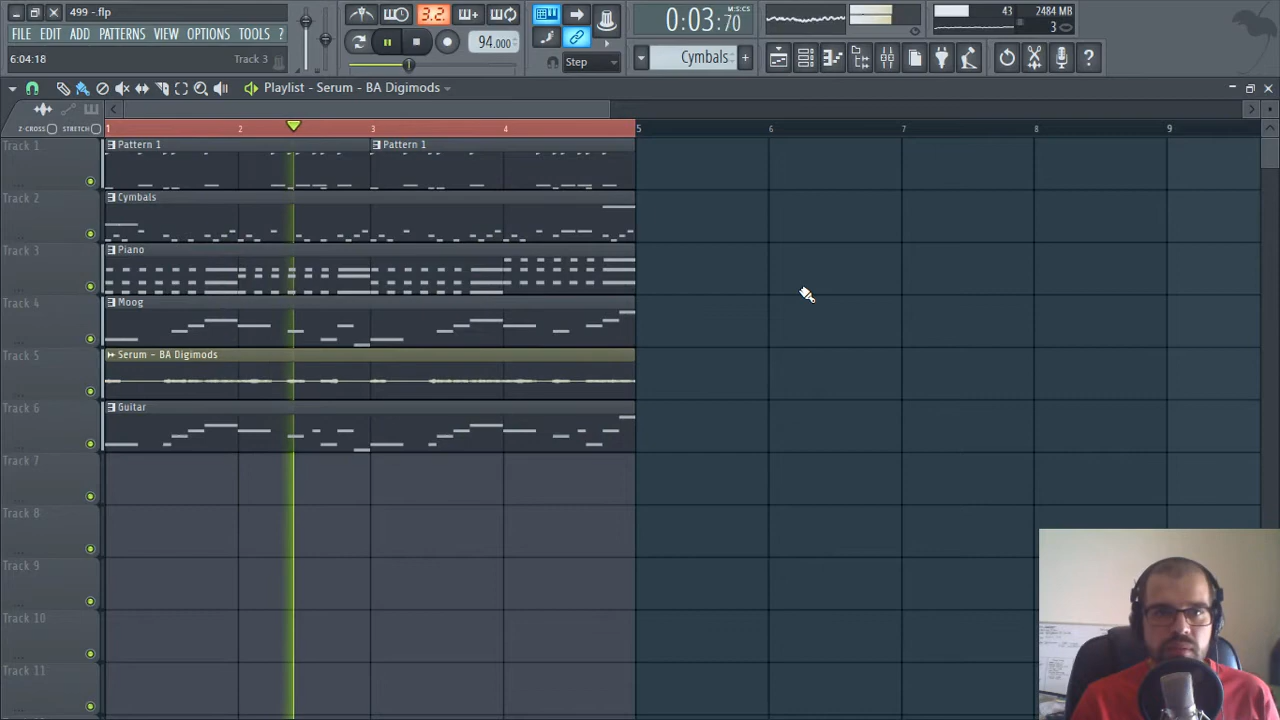 499 -.flp
FILE EDIT ADD PATTERNS VIEW OPTIONS TOOLS ?
6:04:18 Track 3
3.2.
94.000
Step
0:03:70
M:S:CS
Cymbals
43 2484 MB
3
Playlist - Serum - BA Digimods
Z-CROSS STRETCH
1 2 3 4 5 6 7 8 9
Track 1 Pattern 1 Pattern 1
Track 2 Cymbals
Track 3 Piano
Track 4 Moog
Track 5 Serum - BA Digimods
Track 6 Guitar
Track 7
Track 8
Track 9
Track 10
Track 11